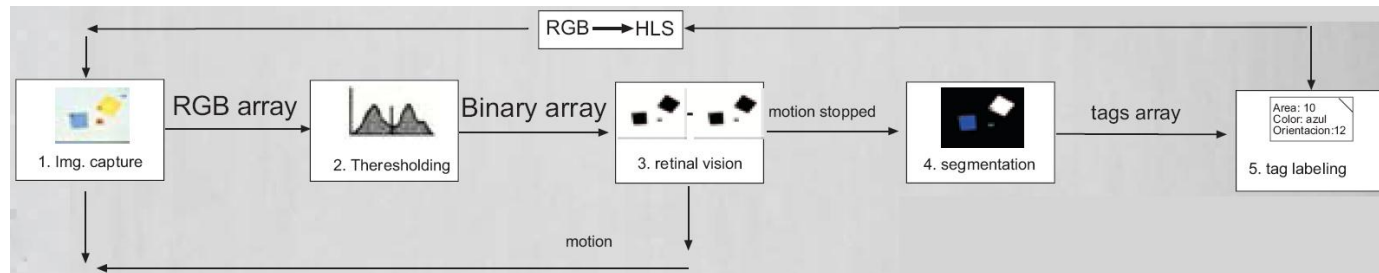 RGB HLS
RGB array
Binary array
motion stopped
tags array
1. Img. capture
2. Theresholding
-
3. retinal vision
4. segmentation
Area: 10
Color: azul
Orientacion:12
5. tag labeling
motion